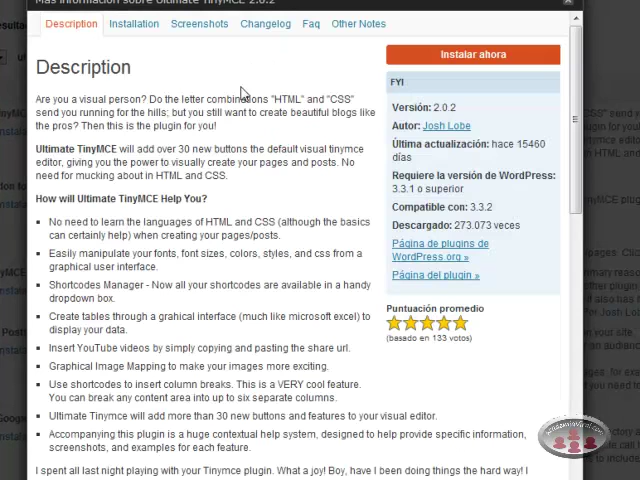 Más información sobre Ultimate TinyMCE 2.0.2
Description Installation Screenshots Changelog Faq Other Notes
Description
Are you a visual person? Do the letter combinations "HTML" and "CSS"
send you running for the hills; but you still want to create beautiful blogs like
the pros? Then this is the plugin for you!
Ultimate TinyMCE will add over 30 new buttons the default visual tinymce
editor, giving you the power to visually create your pages and posts. No
need for mucking about in HTML and CSS.
How will Ultimate TinyMCE Help You?
No need to learn the languages of HTML and CSS (although the basics
can certainly help) when creating your pages/posts.
Easily manipulate your fonts, font sizes, colors, styles, and css from a
graphical user interface.
Shortcodes Manager - Now all your shortcodes are available in a handy
dropdown box.
Create tables through a grahical interface (much like microsoft excel) to
display your data.
Insert YouTube videos by simply copying and pasting the share url.
Graphical Image Mapping to make your images more exciting.
Use shortcodes to insert column breaks. This is a VERY cool feature.
You can break any content area into up to six separate columns.
Ultimate Tinymce will add more than 30 new buttons and features to your visual editor.
Accompanying this plugin is a huge contextual help system, designed to help provide specific information,
screenshots, and examples for each feature.
I spent all last night playing with your Tinymce plugin. What a joy! Boy, have I been doing things the hard way! I
Instalar ahora
FYI
Versión: 2.0.2
Autor: Josh Lobe
Última actualización: hace 15460
días
Requiere la versión de WordPress:
3.3.1 o superior
Compatible con: 3.3.2
Descargado: 273.073 veces
Página de plugins de
WordPress.org »
Página del plugin »
Puntuación promedio
(basado en 133 votos)